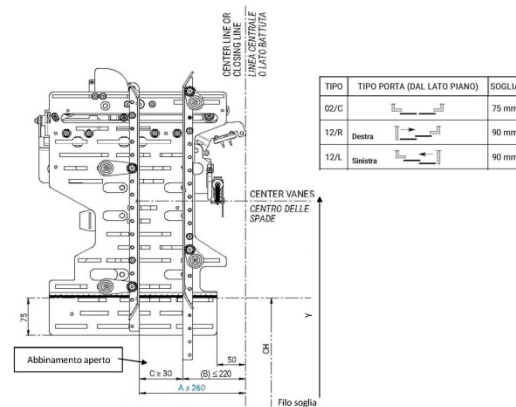 CENTER LINE OR
CLOSING LINE
LINEA CENTRALE
O LATO BATTUTA
TIPO TIPO PORTA (DAL LATO PIANO) SOGLIA
02/C 75 mm
12/R Destra 90 mm
12/L Sinistra 90 mm
CENTER VANES
CENTRO DELLE
SPADE
75
Y
Abbinamento aperto
50
CH
C ≥ 30
(B) ≤ 220
A ≤ 260
Filo soglia